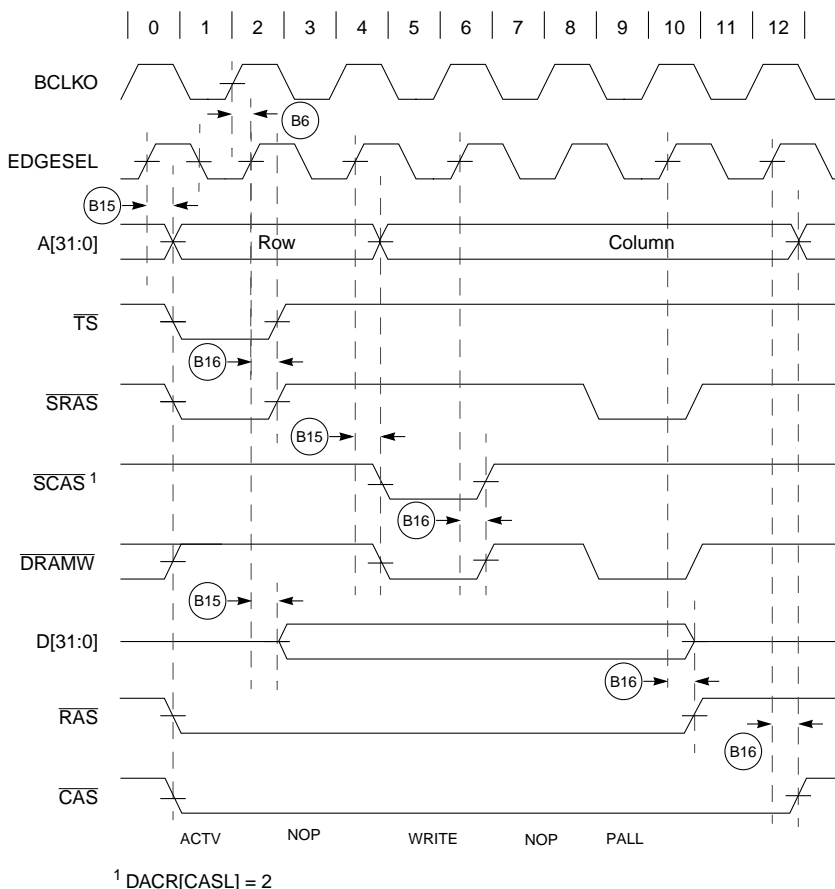 0 1 2 3 4 5 6 7 8 9 10 11 12
BCLKO
B6
EDGESEL
B15
A[31:0] Row Column
TS
B16
SRAS
B15
SCAS 1
B16
DRAMW
B15
D[31:0]
B16
RAS
B16
CAS
ACTV NOP WRITE NOP PALL
1 DACR[CASL] = 2